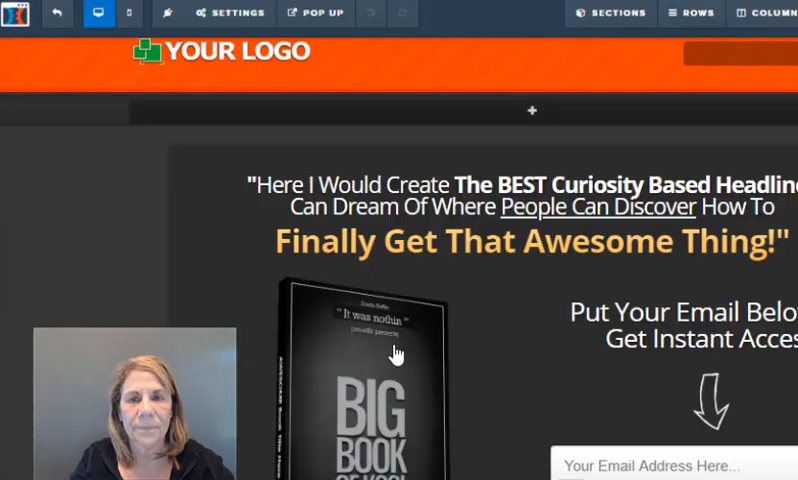 SETTINGS
POP UP
SECTIONS
ROWS
COLUMN
YOUR LOGO
"Here I Would Create The BEST Curiosity Based Headlin
Can Dream Of Where People Can Discover How To
Finally Get That Awesome Thing!"
"It was nothin"
proudly presents
BIG
BOOK
Put Your Email Belo
Get Instant Acces
Your Email Address Here...